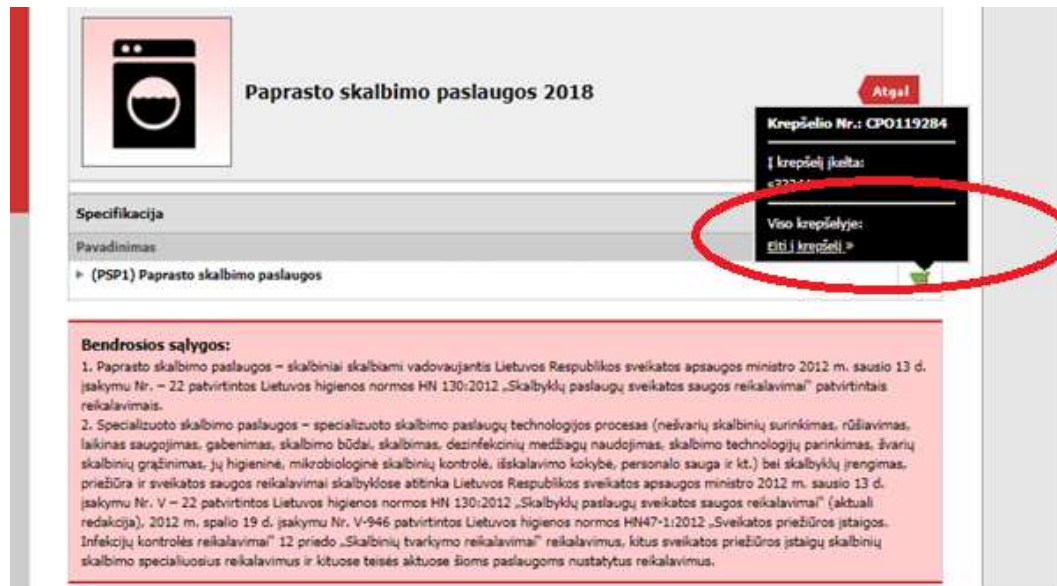 Paprasto skalbimo paslaugos 2018
Atgal
Krepšelio Nr.: CPO119284
Į krepšelį įkelta:
Specifikacija
Viso krepšelyje:
Pavadinimas
Eiti į krepšelį »
(PSP1) Paprasto skalbimo paslaugos
Bendrosios sąlygos:
1. Paprasto skalbimo paslaugos – skalbiniai skalbiami vadovaujantis Lietuvos Respublikos sveikatos apsaugos ministro 2012 m. sausio 13 d.
įsakymu Nr. – 22 patvirtintos Lietuvos higienos normos HN 130:2012 „Skalbyklų paslaugų sveikatos saugos reikalavimai" patvirtintais
reikalavimais.
2. Specializuoto skalbimo paslaugos – specializuoto skalbimo paslaugų technologijos procesas (nešvarių skalbinių surinkimas, rūšiavimas,
laikinas saugojimas, gabenimas, skalbimo būdai, skalbimas, dezinfekcinių medžiagų naudojimas, skalbimo technologijų parinkimas, švarių
skalbinių grąžinimas, jų higieninė, mikrobiologinė skalbinių kontrolė, išskalavimo kokybė, personalo sauga ir kt.) bei skalbyklų įrengimas,
priežiūra ir sveikatos saugos reikalavimai skalbyklose atitinka Lietuvos Respublikos sveikatos apsaugos ministro 2012 m. sausio 13 d.
įsakymu Nr. V – 22 patvirtintos Lietuvos higienos normos HN 130:2012 „Skalbyklų paslaugų sveikatos saugos reikalavimai" (aktuali
redakcija), 2012 m. spalio 19 d. įsakymu Nr. V-946 patvirtintos Lietuvos higienos normos HN47-1:2012 „Sveikatos priežiūros įstaigos.
Infekcijų kontrolės reikalavimai" 12 priedo „Skalbinių tvarkymo reikalavimai" reikalavimus, kitus sveikatos priežiūros įstaigų skalbinių
skalbimo specialiuosius reikalavimus ir kituose teisės aktuose šioms paslaugoms nustatytus reikalavimus.